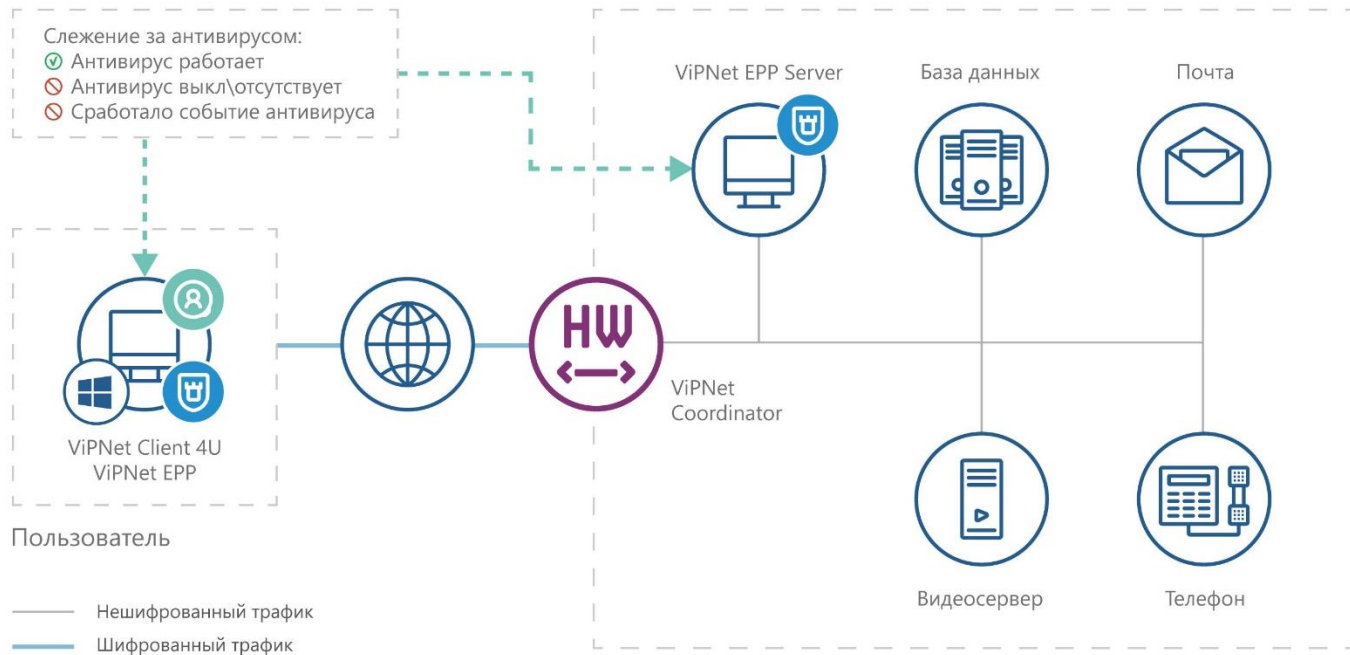 Слежение за антивирусом:
Антивирус работает
Антивирус выкл\отсутствует
Сработало событие антивируса
ViPNet EPP Server
База данных
Почта
HW
ViPNet
Coordinator
ViPNet Client 4U
ViPNet EPP
Пользователь
Видеосервер
Телефон
Нешифрованный трафик
Шифрованный трафик